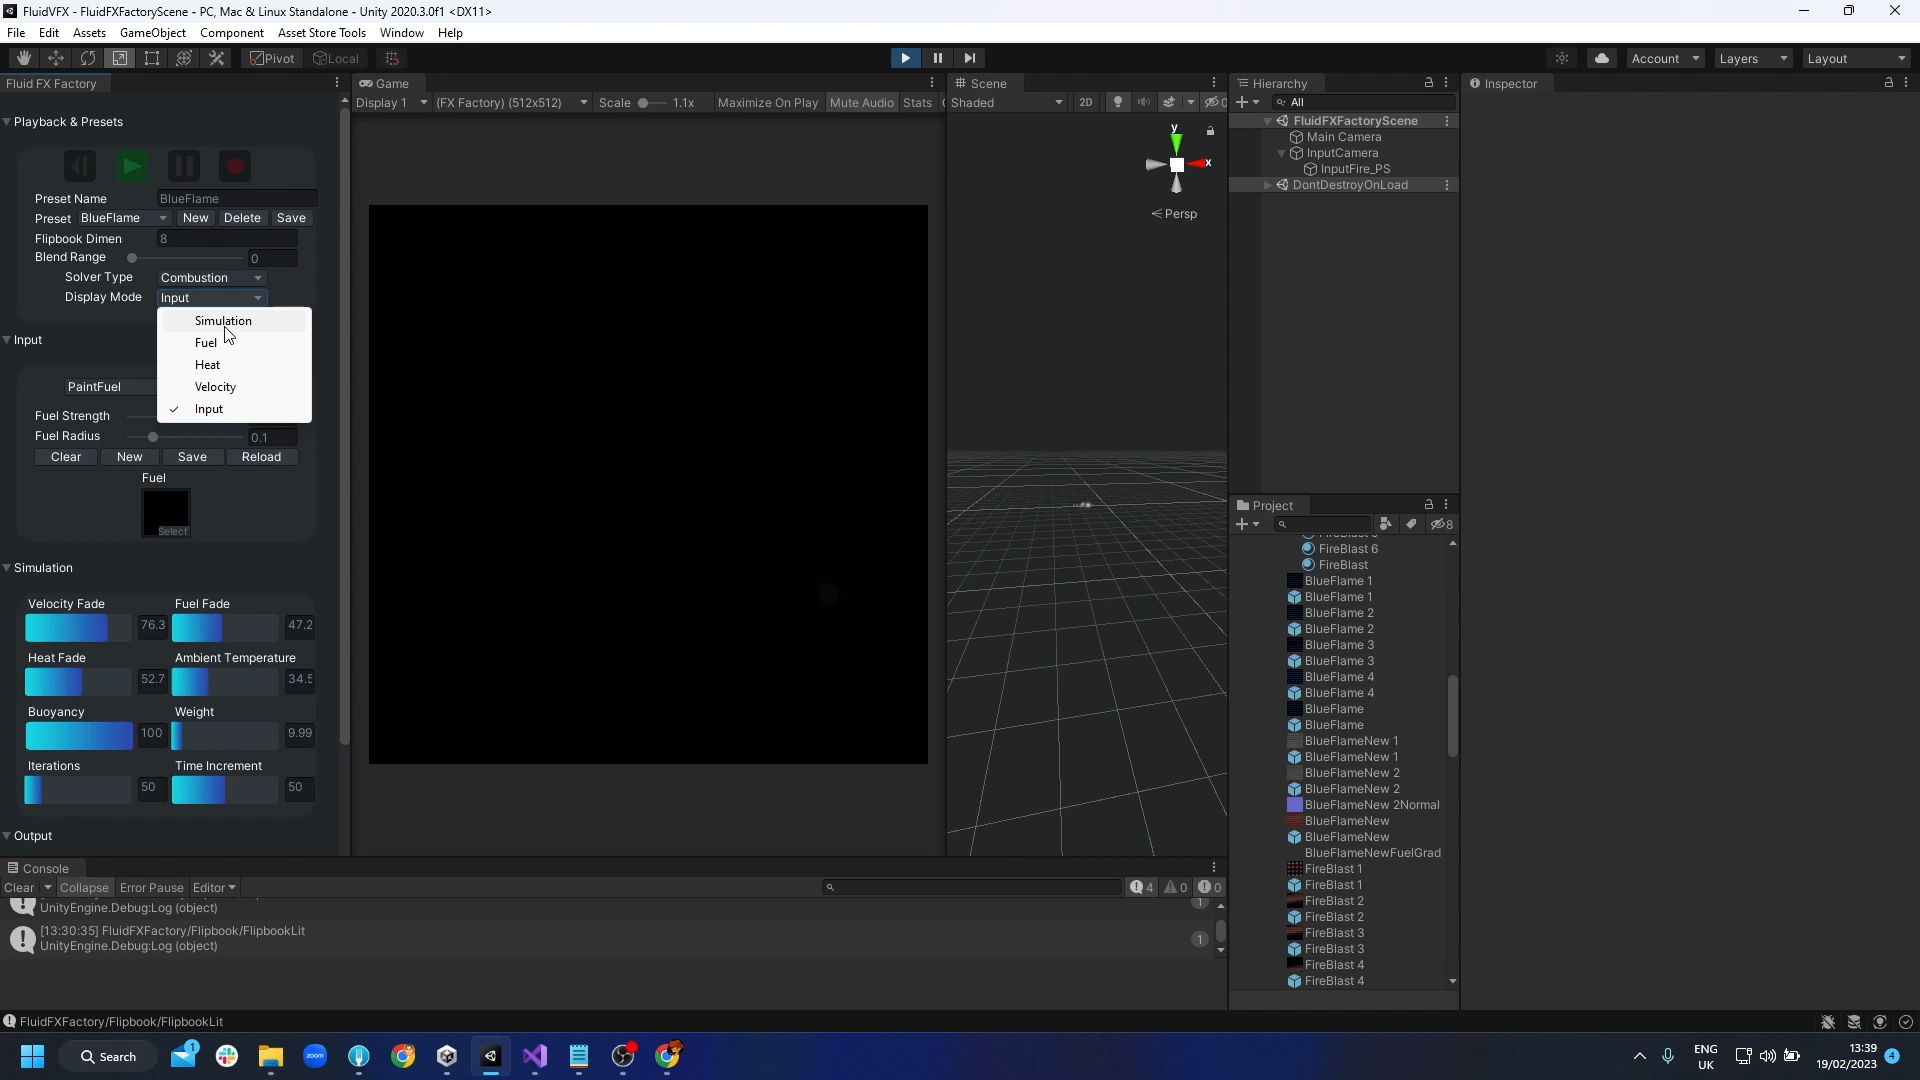 FluidVFX - FluidFXFactoryScene - PC, Mac & Linux Standalone - Unity 2020.3.0f1 <DX11>
File Edit Assets GameObject Component Asset Store Tools Window Help
Pivot Local
Account Layers Layout
Fluid FX Factory
Game
Scene
Hierarchy
Inspector
Display 1 (FX Factory) (512x512) Scale 1.1x Maximize On Play Mute Audio Stats
Shaded 2D 0
All
Playback & Presets
Preset Name BlueFlame
Preset BlueFlame New Delete Save
Flipbook Dimen 8
Blend Range 0
Solver Type Combustion
Display Mode Input
Simulation
Fuel
Heat
Velocity
Input
Input
PaintFuel
Fuel Strength
Fuel Radius 0.1
Clear New Save Reload
Fuel
Select
Simulation
Velocity Fade 76.3 Fuel Fade 47.2
Heat Fade 52.7 Ambient Temperature 34.5
Buoyancy 100 Weight 9.99
Iterations 50 Time Increment 50
Output
y
x
Persp
FluidFXFactoryScene
Main Camera
InputCamera
InputFire_PS
DontDestroyOnLoad
Project
8
FireBlast 6
FireBlast
BlueFlame 1
BlueFlame 1
BlueFlame 2
BlueFlame 2
BlueFlame 3
BlueFlame 3
BlueFlame 4
BlueFlame 4
BlueFlame
BlueFlame
BlueFlameNew 1
BlueFlameNew 1
BlueFlameNew 2
BlueFlameNew 2
BlueFlameNew 2Normal
BlueFlameNew
BlueFlameNew
BlueFlameNewFuelGrad
FireBlast 1
FireBlast 1
FireBlast 2
FireBlast 2
FireBlast 3
FireBlast 3
FireBlast 4
FireBlast 4
Console
Clear Collapse Error Pause Editor 4 0 0
UnityEngine.Debug:Log (object) 1
[13:30:35] FluidFXFactory/Flipbook/FlipbookLit
UnityEngine.Debug:Log (object) 1
FluidFXFactory/Flipbook/FlipbookLit
Search
1
zoom
ENG
UK
13:39
19/02/2023
4